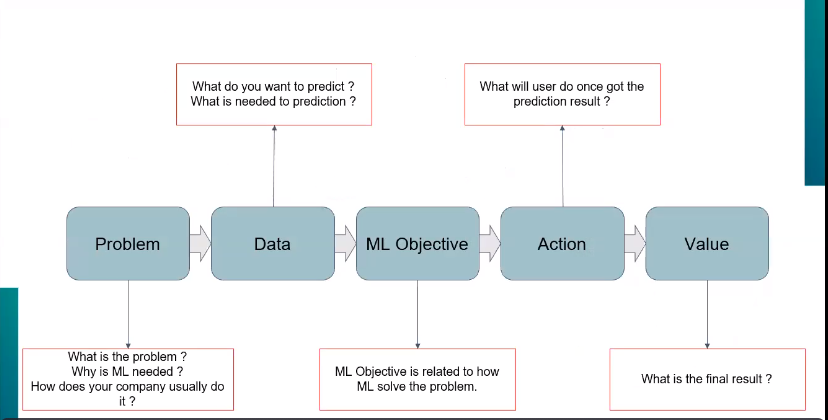 What do you want to predict ?
What is needed to prediction ?
What will user do once got the
prediction result ?
Problem
Data
ML Objective
Action
Value
What is the problem ?
Why is ML needed ?
How does your company usually do
it ?
ML Objective is related to how
ML solve the problem.
What is the final result ?